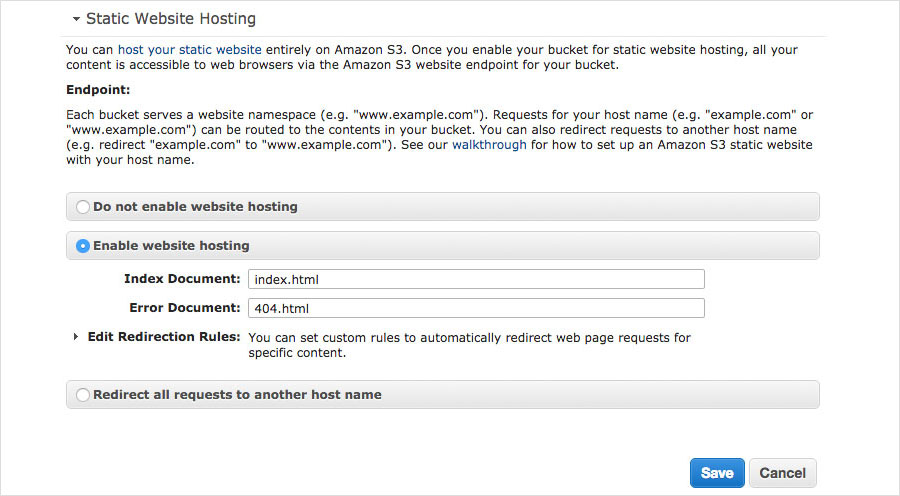 Static Website Hosting
You can host your static website entirely on Amazon S3. Once you enable your bucket for static website hosting, all your
content is accessible to web browsers via the Amazon S3 website endpoint for your bucket.
Endpoint:
Each bucket serves a website namespace (e.g. "www.example.com"). Requests for your host name (e.g. "example.com" or
"www.example.com") can be routed to the contents in your bucket. You can also redirect requests to another host name
(e.g. redirect "example.com" to "www.example.com"). See our walkthrough for how to set up an Amazon S3 static website
with your host name.
Do not enable website hosting
Enable website hosting
Index Document: index.html
Error Document: 404.html
Edit Redirection Rules: You can set custom rules to automatically redirect web page requests for
specific content.
Redirect all requests to another host name
Save Cancel